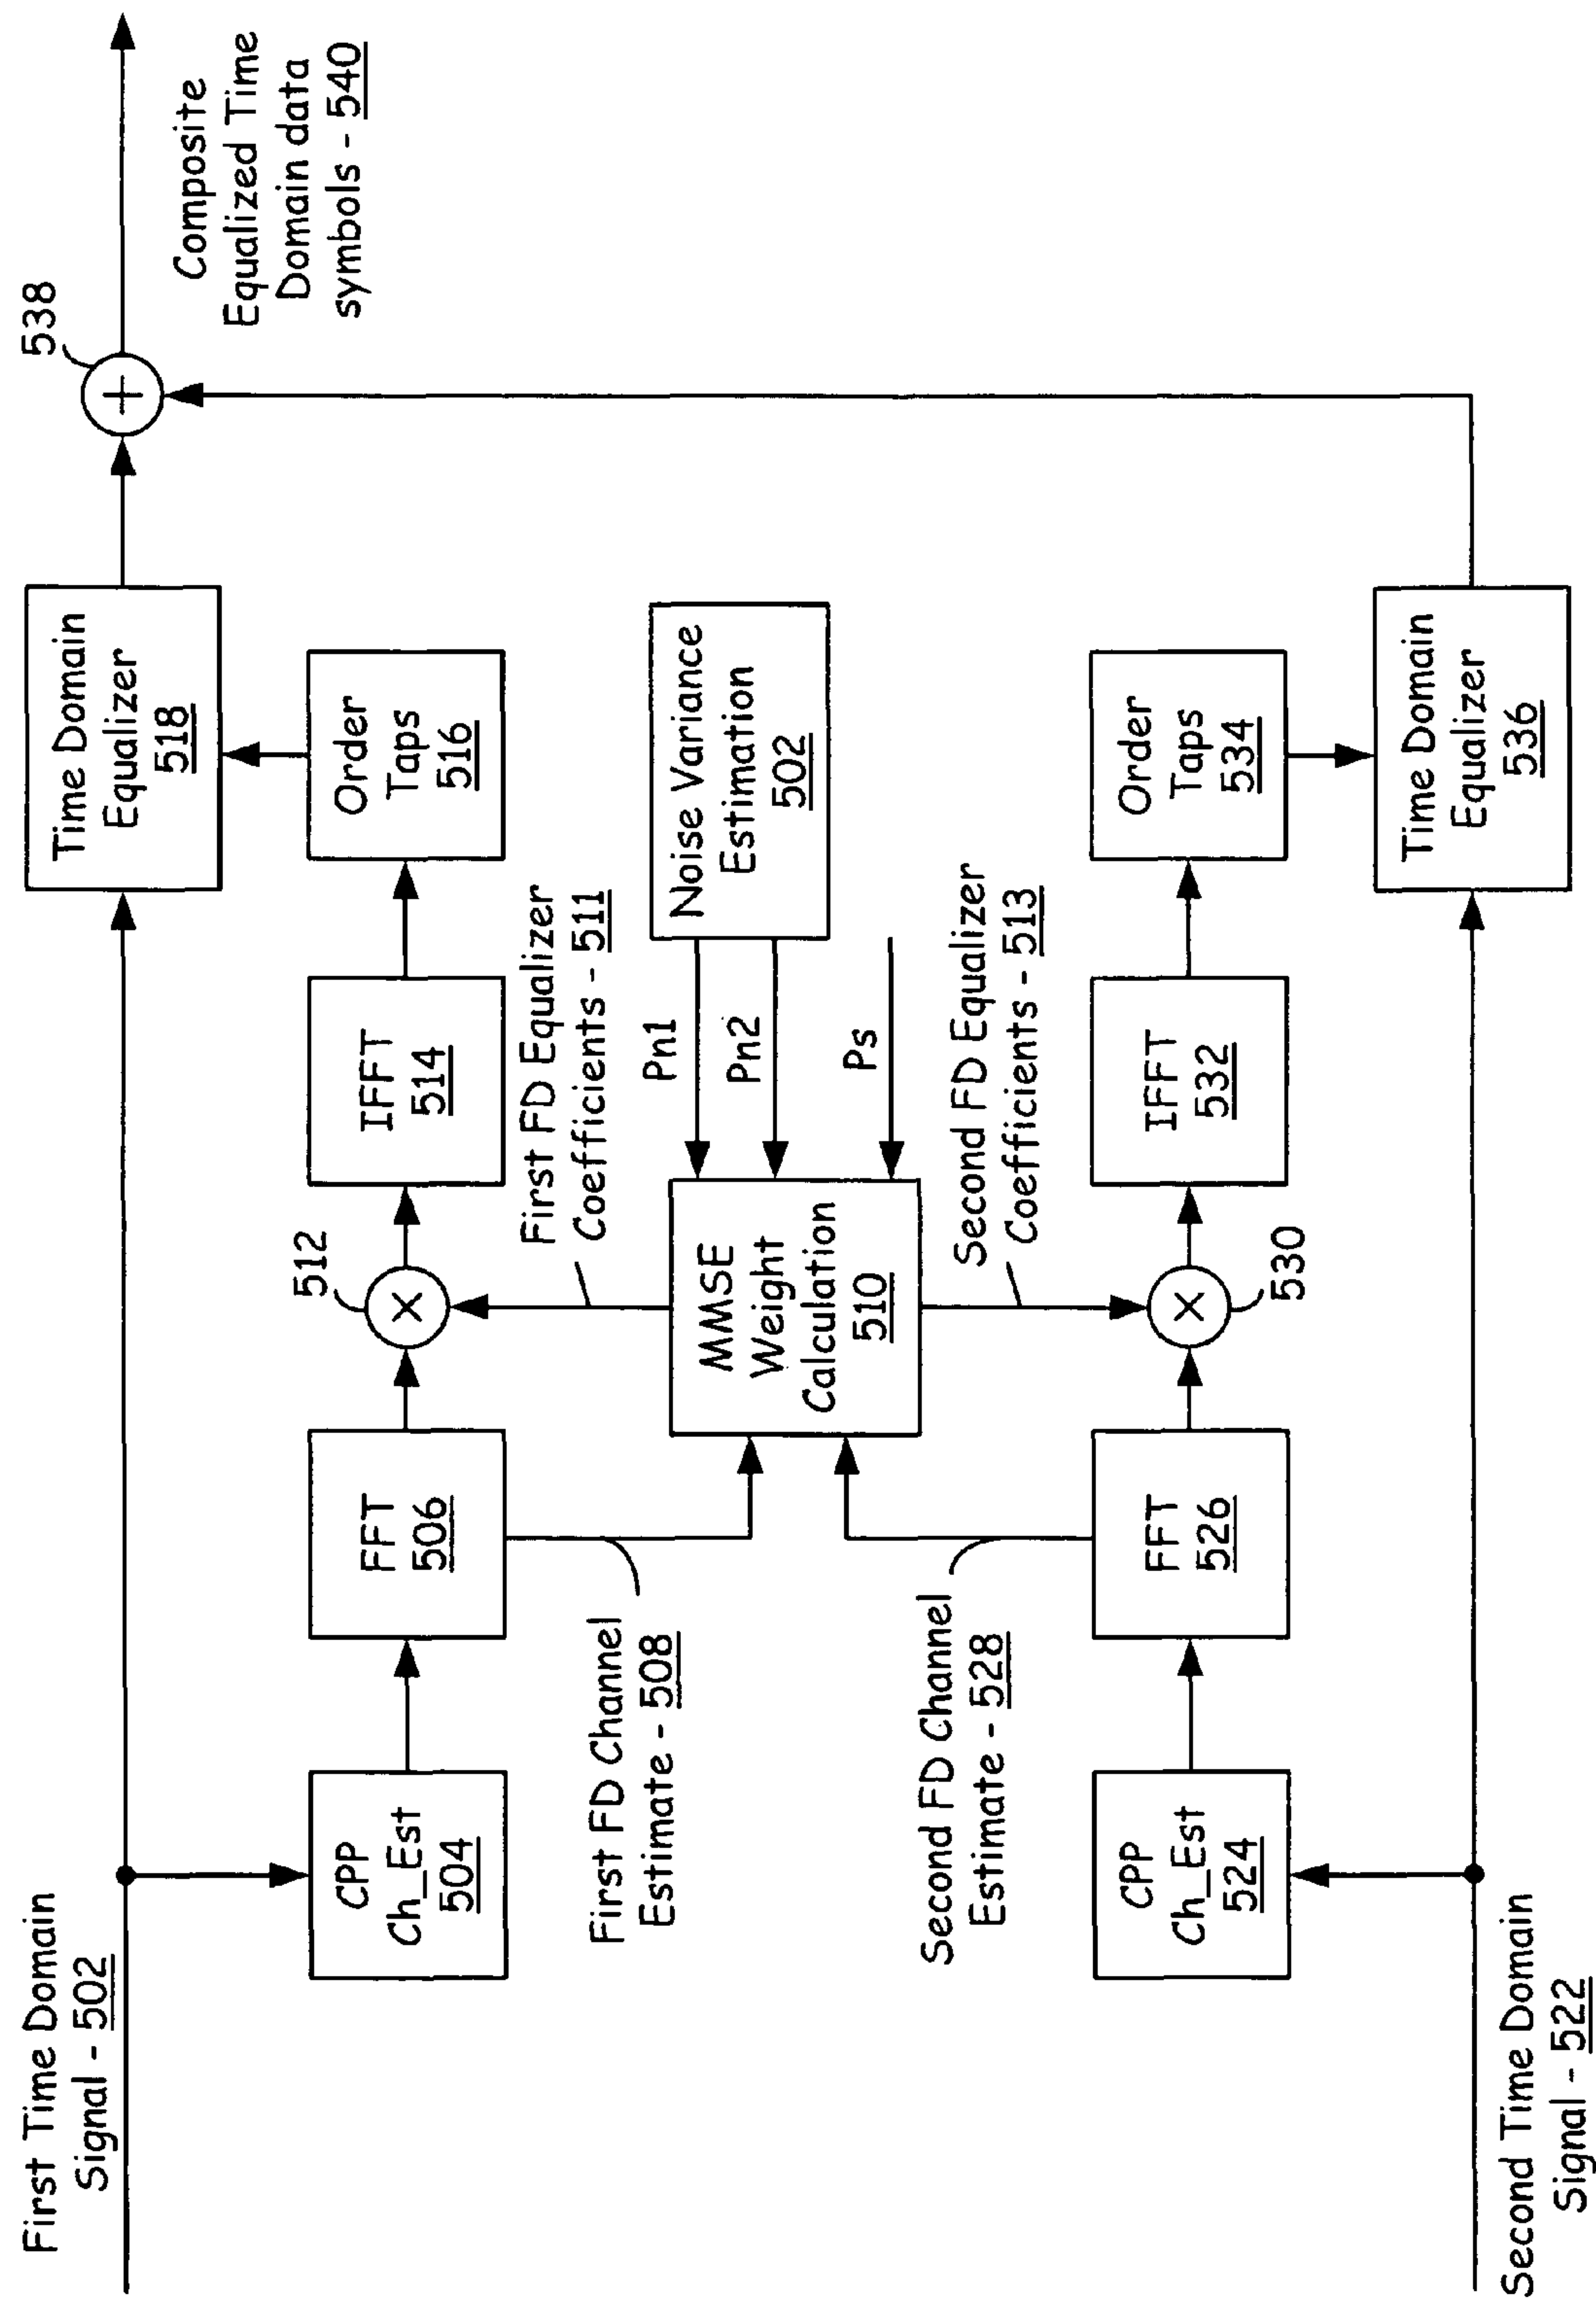 First Time Domain
Signal - 502
538
Composite
Equalized Time
Domain data
symbols - 540
Time Domain
Equalizer
518
CPP
Ch_Est
504
FFT
506
512
IFFT
514
Order
Taps
516
First FD Channel
Estimate - 508
First FD Equalizer
Coefficients - 511
MMSE
Weight
Calculation
510
Pn1
Pn2
Ps
Noise Variance
Estimation
502
Second FD Channel
Estimate - 528
Second FD Equalizer
Coefficients - 513
CPP
Ch_Est
524
FFT
526
530
IFFT
532
Order
Taps
534
Time Domain
Equalizer
536
Second Time Domain
Signal - 522